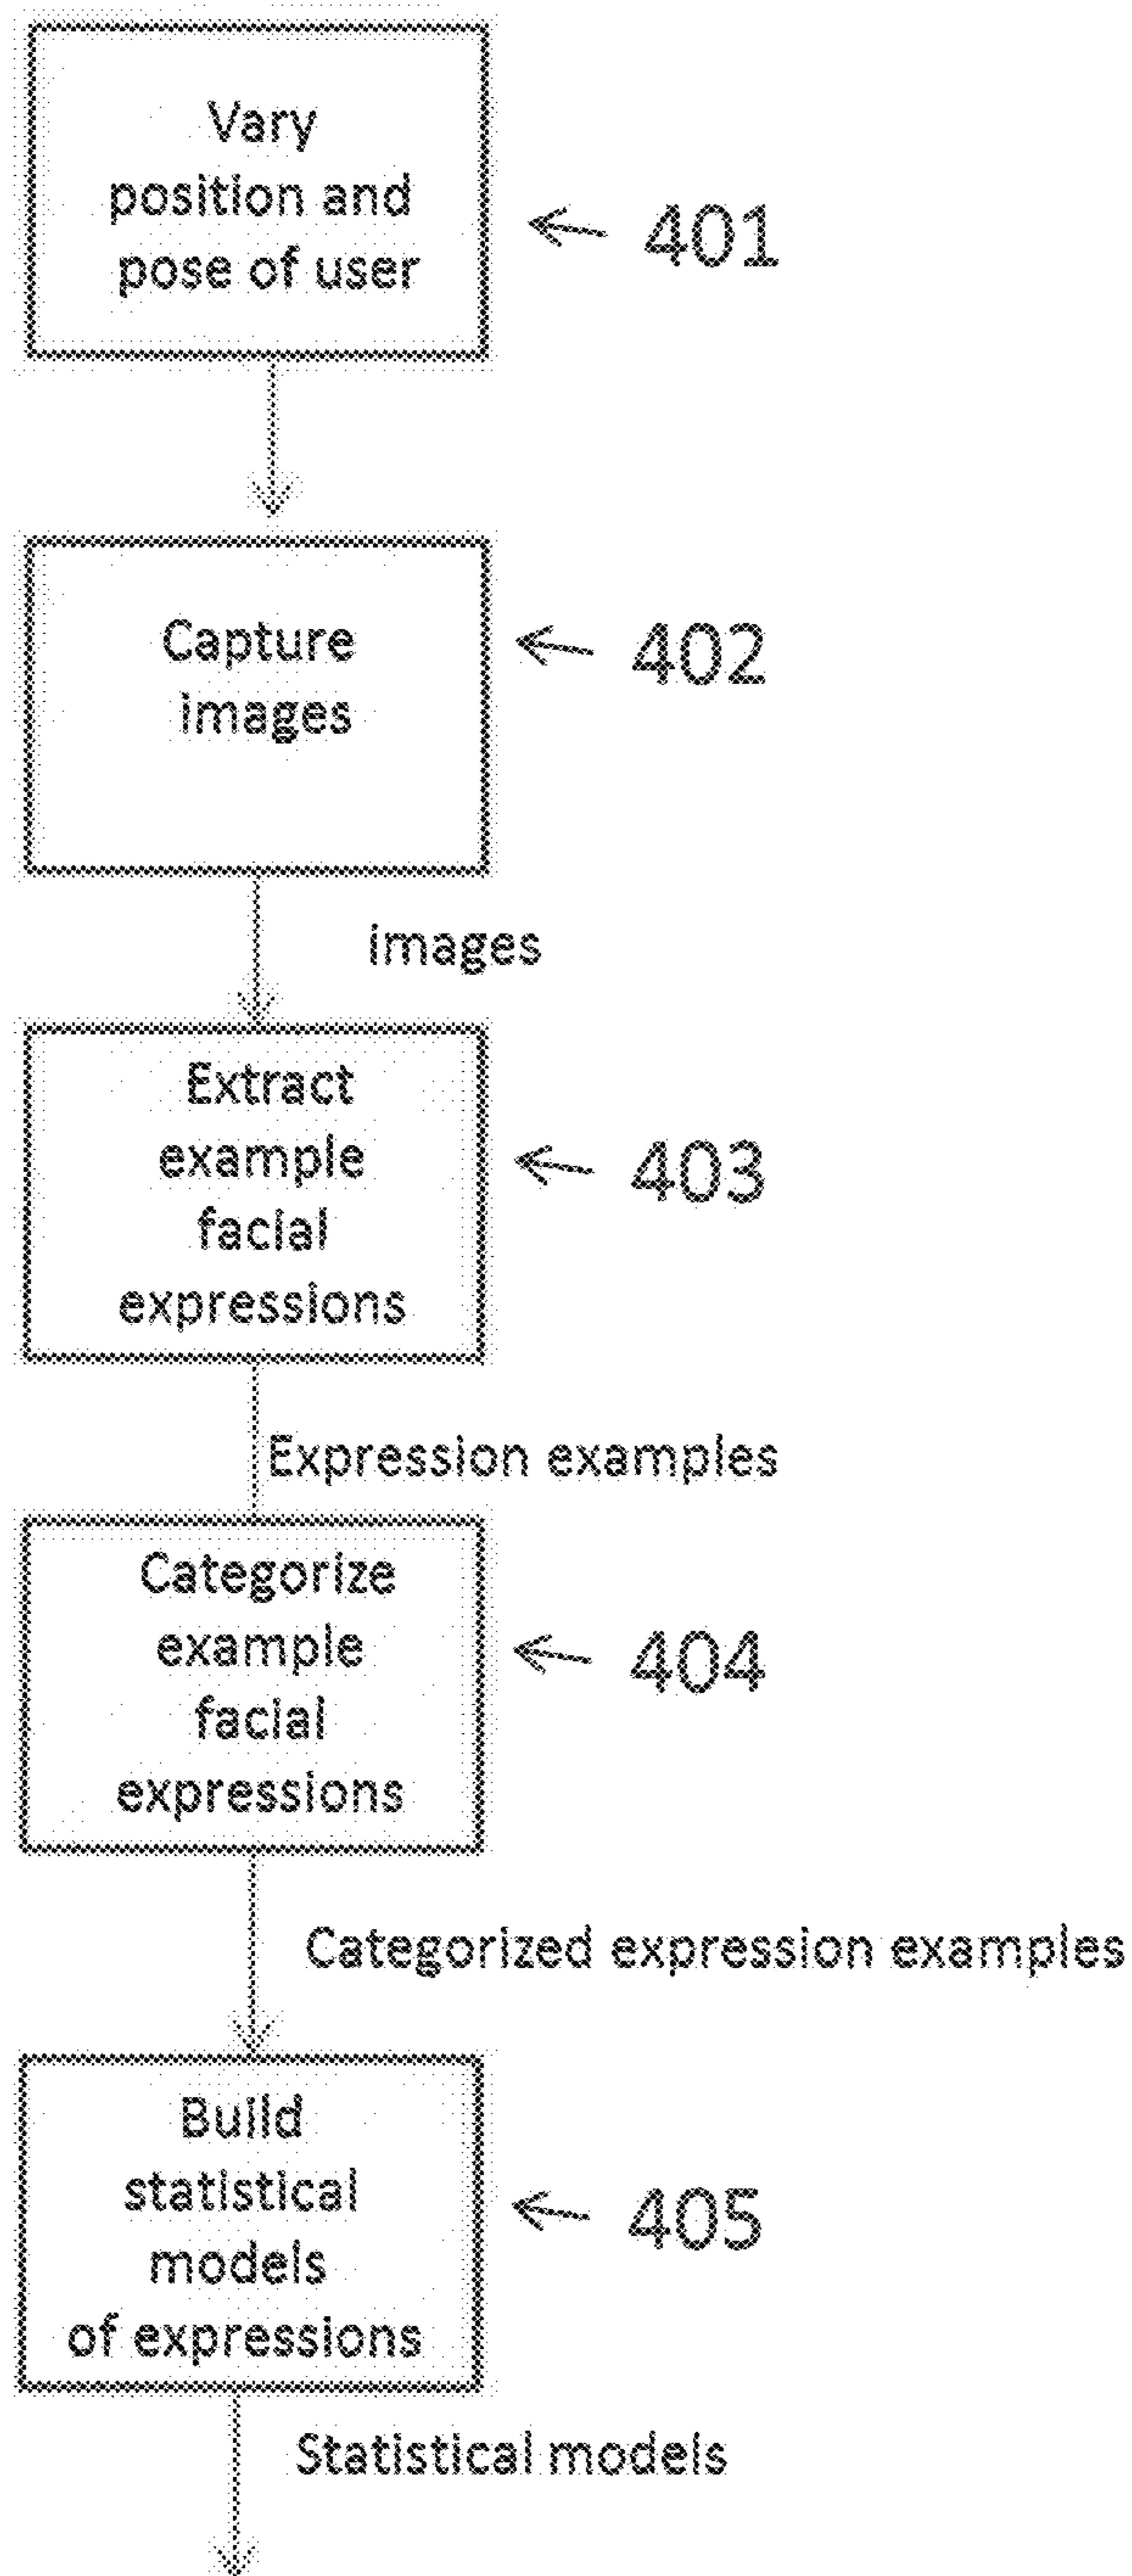 Vary
position and
pose of user
401
Capture
images
402
images
Extract
example
facial
expressions
403
Expression examples
Categorize
example
facial
expressions
404
Categorized expression examples
Build
statistical
models
of expressions
405
Statistical models